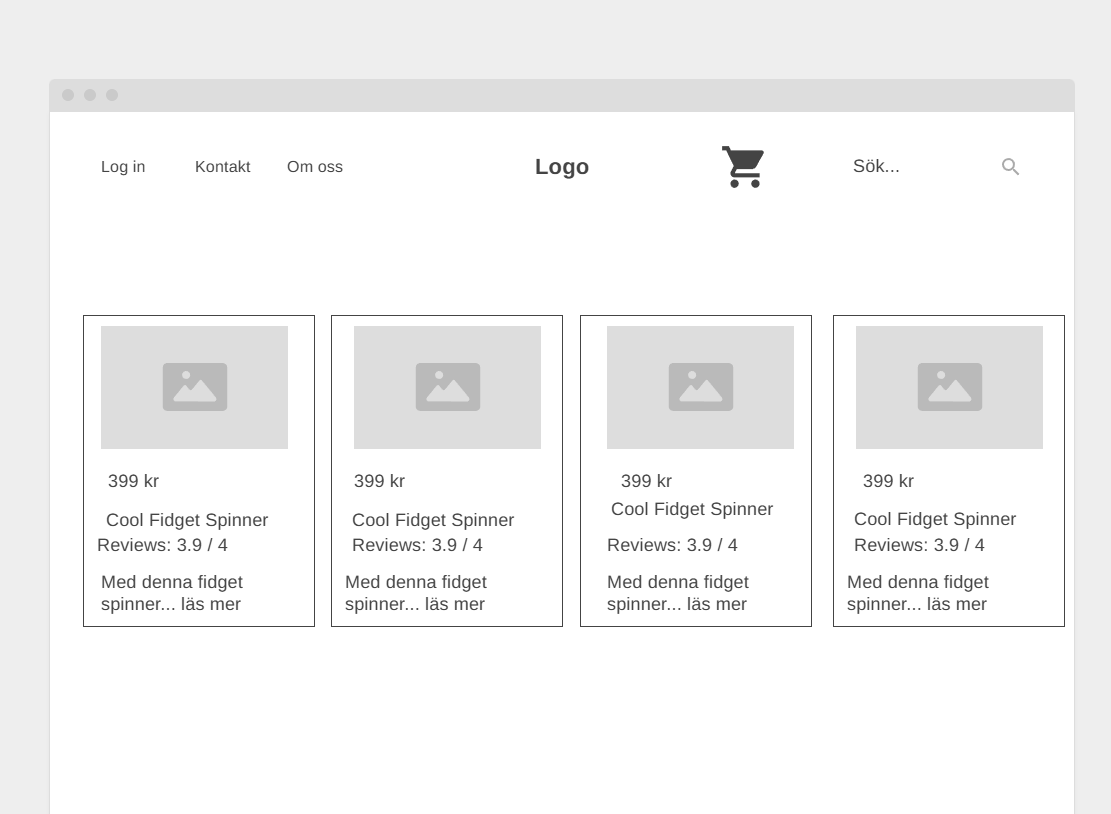 Log in
Kontakt
Om oss
Logo
Sök...
399 kr
Cool Fidget Spinner
Reviews: 3.9 / 4
Med denna fidget
spinner... läs mer
399 kr
Cool Fidget Spinner
Reviews: 3.9 / 4
Med denna fidget
spinner... läs mer
399 kr
Cool Fidget Spinner
Reviews: 3.9 / 4
Med denna fidget
spinner... läs mer
399 kr
Cool Fidget Spinner
Reviews: 3.9 / 4
Med denna fidget
spinner... läs mer